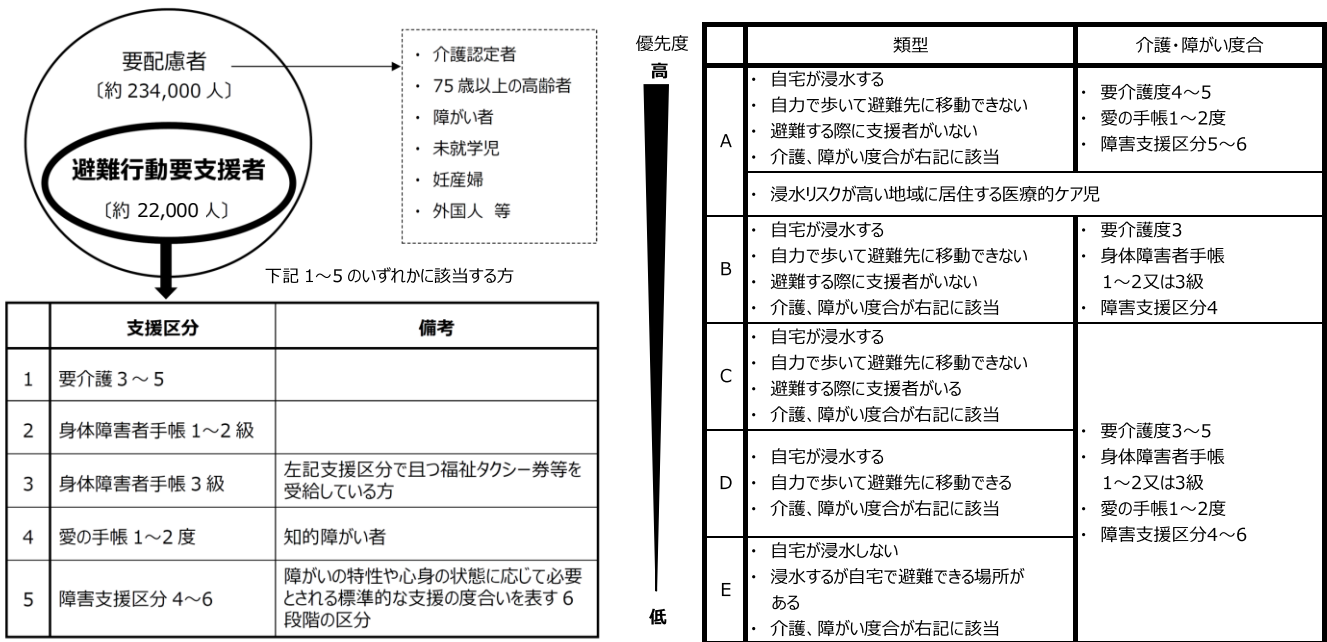 要配慮者
〔約 234,000 人〕
避難行動要支援者
〔約 22,000 人〕
・ 介護認定者
・ 75 歳以上の高齢者
・ 障がい者
・ 未就学児
・ 妊産婦
・ 外国人 等
下記 1～5 のいずれかに該当する方
支援区分
備考
1
要介護 3 ～ 5
2
身体障害者手帳 1～2 級
3
身体障害者手帳 3 級
左記支援区分で且つ福祉タクシー券等を
受給している方
4
愛の手帳 1～2 度
知的障がい者
5
障害支援区分 4～6
障がいの特性や心身の状態に応じて必要
とされる標準的な支援の度合いを表す 6
段階の区分
優先度
高
低
類型
介護・障がい度合
A
・ 自宅が浸水する
・ 自力で歩いて避難先に移動できない
・ 避難する際に支援者がいない
・ 介護、障がい度合が右記に該当
・ 要介護度4～5
・ 愛の手帳1～2度
・ 障害支援区分5～6
・ 浸水リスクが高い地域に居住する医療的ケア児
B
・ 自宅が浸水する
・ 自力で歩いて避難先に移動できない
・ 避難する際に支援者がいない
・ 介護、障がい度合が右記に該当
・ 要介護度3
・ 身体障害者手帳
1～2又は3級
・ 障害支援区分4
C
・ 自宅が浸水する
・ 自力で歩いて避難先に移動できない
・ 避難する際に支援者がいる
・ 介護、障がい度合が右記に該当
D
・ 自宅が浸水する
・ 自力で歩いて避難先に移動できる
・ 介護、障がい度合が右記に該当
E
・ 自宅が浸水しない
・ 浸水するが自宅で避難できる場所が
ある
・ 介護、障がい度合が右記に該当
・ 要介護度3～5
・ 身体障害者手帳
1～2又は3級
・ 愛の手帳1～2度
・ 障害支援区分4～6